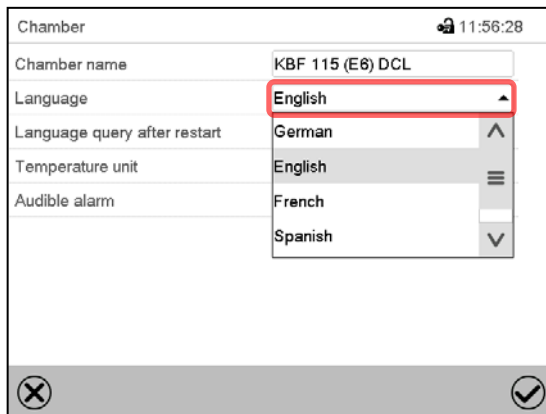 Chamber 11:56:28
Chamber name KBF 115 (E6) DCL
Language English
Language query after restart German
Temperature unit English
Audible alarm French
Spanish